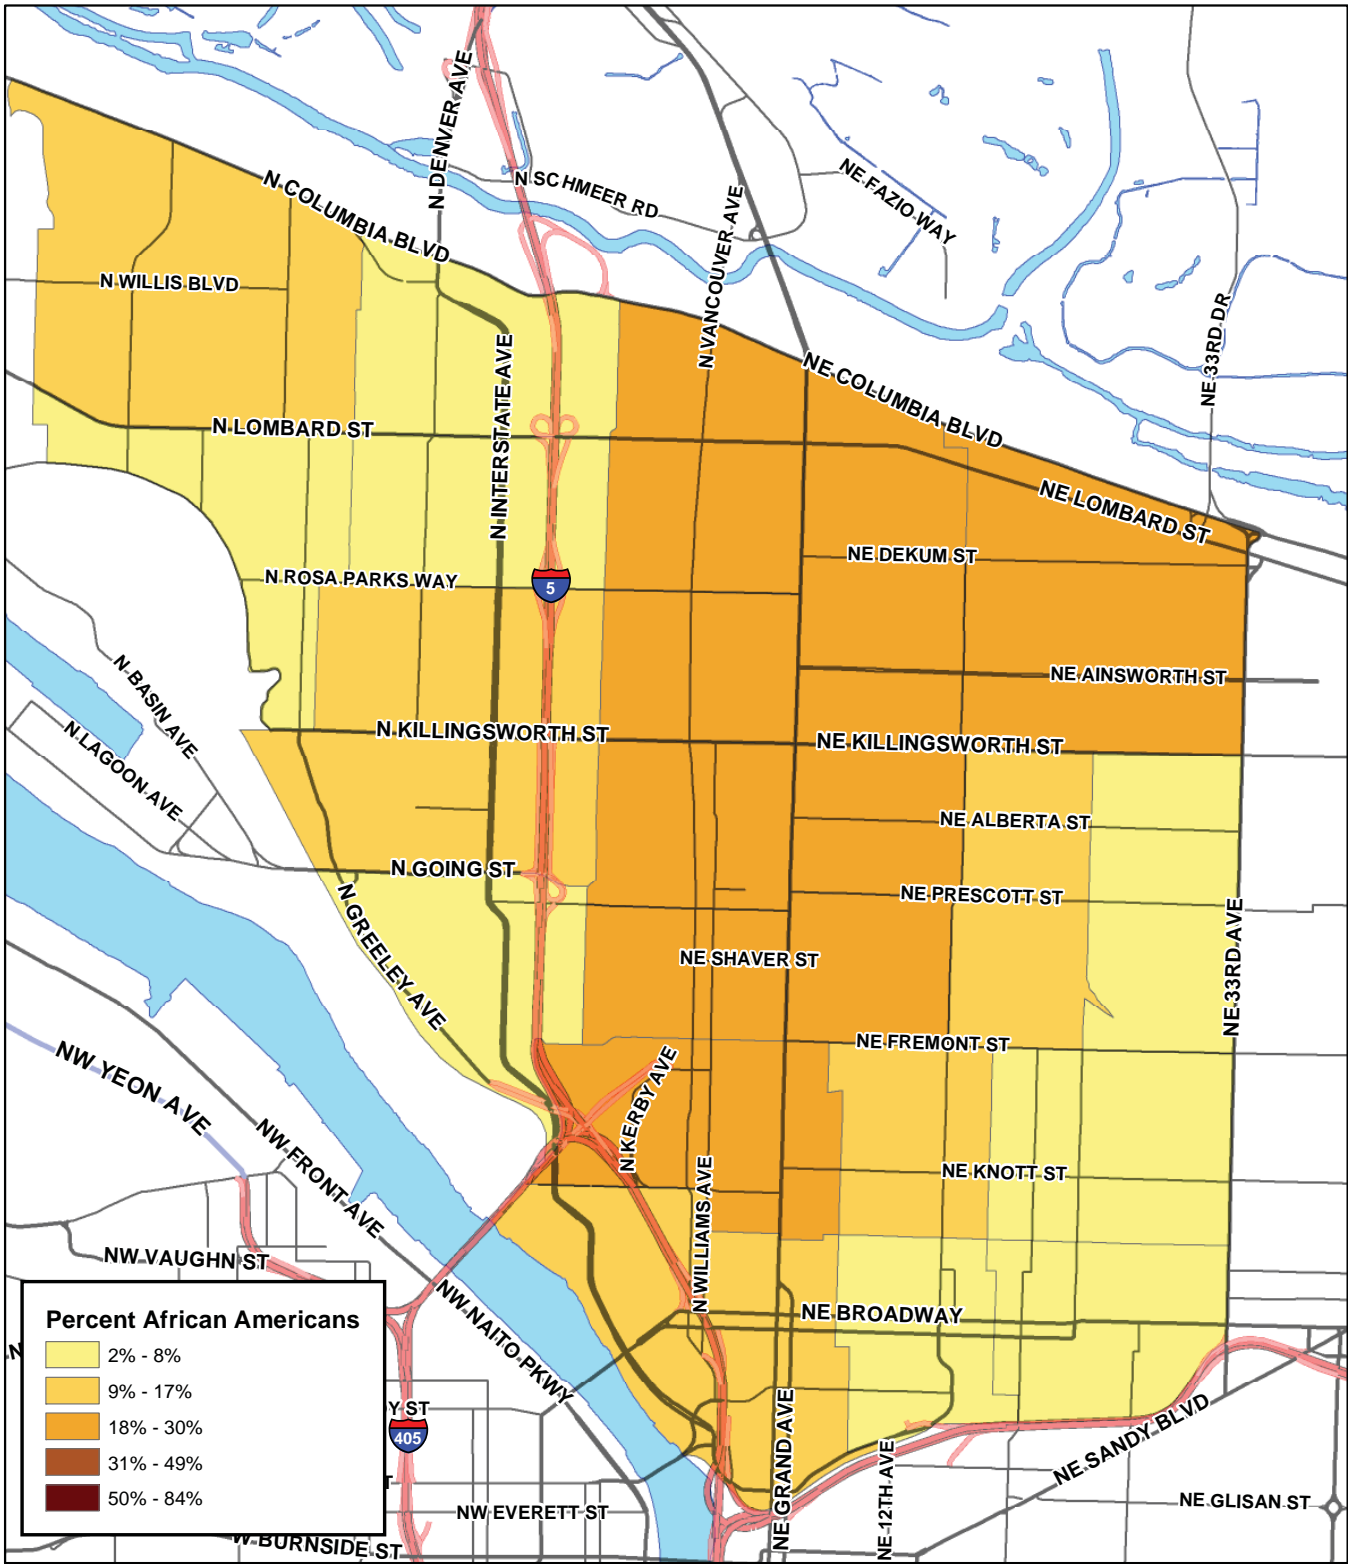 N DENVER AVE
N SCHMEER RD
NE FAZIO WAY
N COLUMBIA BLVD
N VANCOUVER AVE
N WILLIS BLVD
NE 33RD DR
N INTERSTATE AVE
NE COLUMBIA BLVD
N LOMBARD ST
NE LOMBARD ST
NE DEKUM ST
N ROSA PARKS WAY
5
N BASIN AVE
NE AINSWORTH ST
N LAGOON AVE
N KILLINGSWORTH ST
NE KILLINGSWORTH ST
NE ALBERTA ST
N GOING ST
NE PRESCOTT ST
N GREELEY AVE
NE SHAVER ST
NE 33RD AVE
NE FREMONT ST
NW YEON AVE
N KERBY AVE
NW FRONT AVE
NE KNOTT ST
N WILLIAMS AVE
NW VAUGHN ST
NE BROADWAY
NW NAITO PKWY
Percent African Americans
2% - 8%
9% - 17%
18% - 30%
31% - 49%
50% - 84%
N
Y ST
405
T
NE GRAND AVE
NE 12TH AVE
NE SANDY BLVD
NW EVERETT ST
NE GLISAN ST
W BURNSIDE ST